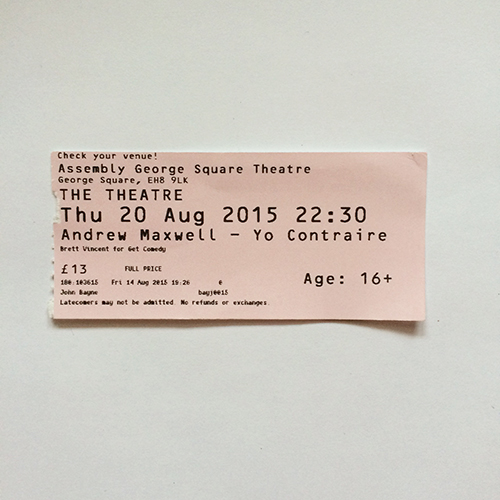 Check your venue!
Assembly George Square Theatre
George Square, EH8 9LK
THE THEATRE
Thu 20 Aug 2015 22:30
Andrew Maxwell - Yo Contraire
Brett Vincent for Get Comedy
£13 FULL PRICE
Age: 16+
180.103615 Fri 14 Aug 2015 19:26 0
John Bagne bagj0015
Latecomers may not be admitted. No refunds or exchanges.